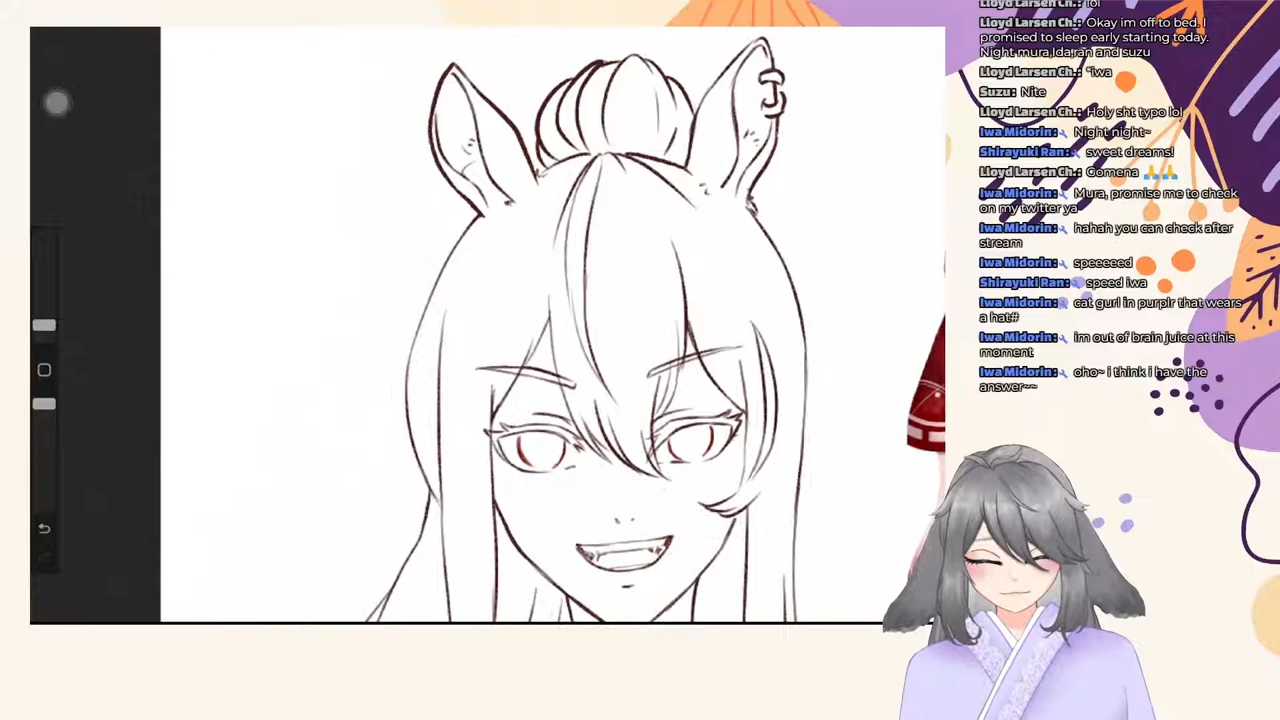 Lloyd Larsen Ch.: lol
Lloyd Larsen Ch.: Okay im off to bed. I
promised to sleep early starting today.
Night mura,Ida,ran and suzu
Lloyd Larsen Ch.: *iwa
Suzu: Nite
Lloyd Larsen Ch.: Holy sht typo lol
Iwa Midorin: Night night~
Shirayuki Ran: sweet dreams!
Lloyd Larsen Ch.: Gomena 🙏🙏
Iwa Midorin: Mura, promise me to check
on my twitter ya
Iwa Midorin: hahah you can check after
stream
Iwa Midorin: speeeeed
Shirayuki Ran: speed iwa
Iwa Midorin: cat gurl in purplr that wears
a hat#
Iwa Midorin: im out of brain juice at this
moment
Iwa Midorin: oho~ i think i have the
answer~~